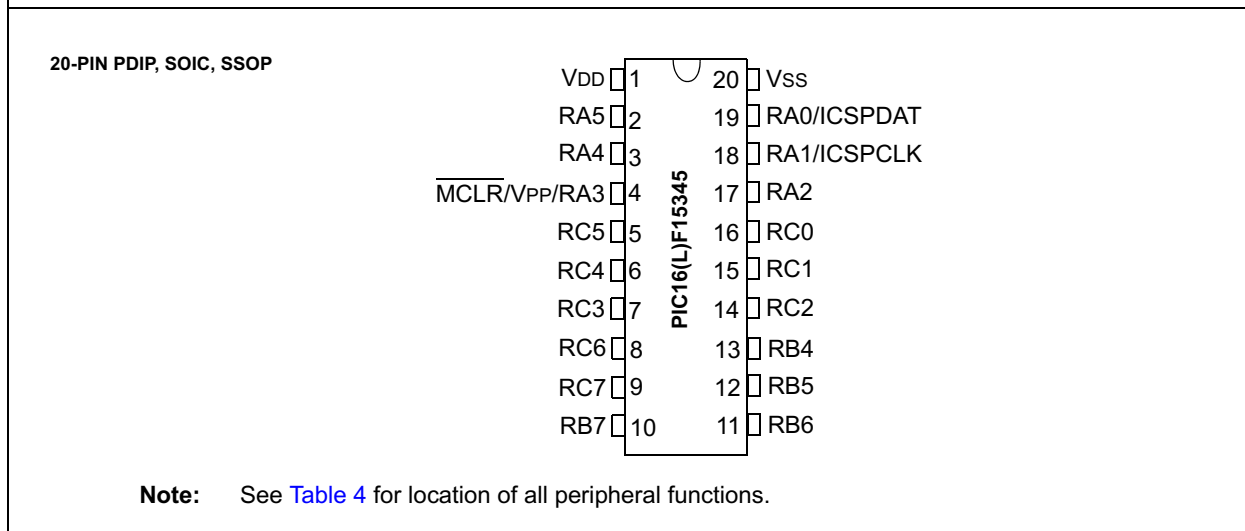 20-PIN PDIP, SOIC, SSOP
VDD 1 20 VSS
RA5 2 19 RA0/ICSPDAT
RA4 3 18 RA1/ICSPCLK
MCLR/VPP/RA3 4 17 RA2
RC5 5 16 RC0
RC4 6 15 RC1
RC3 7 14 RC2
RC6 8 13 RB4
RC7 9 12 RB5
RB7 10 11 RB6
PIC16(L)F15345
Note: See Table 4 for location of all peripheral functions.